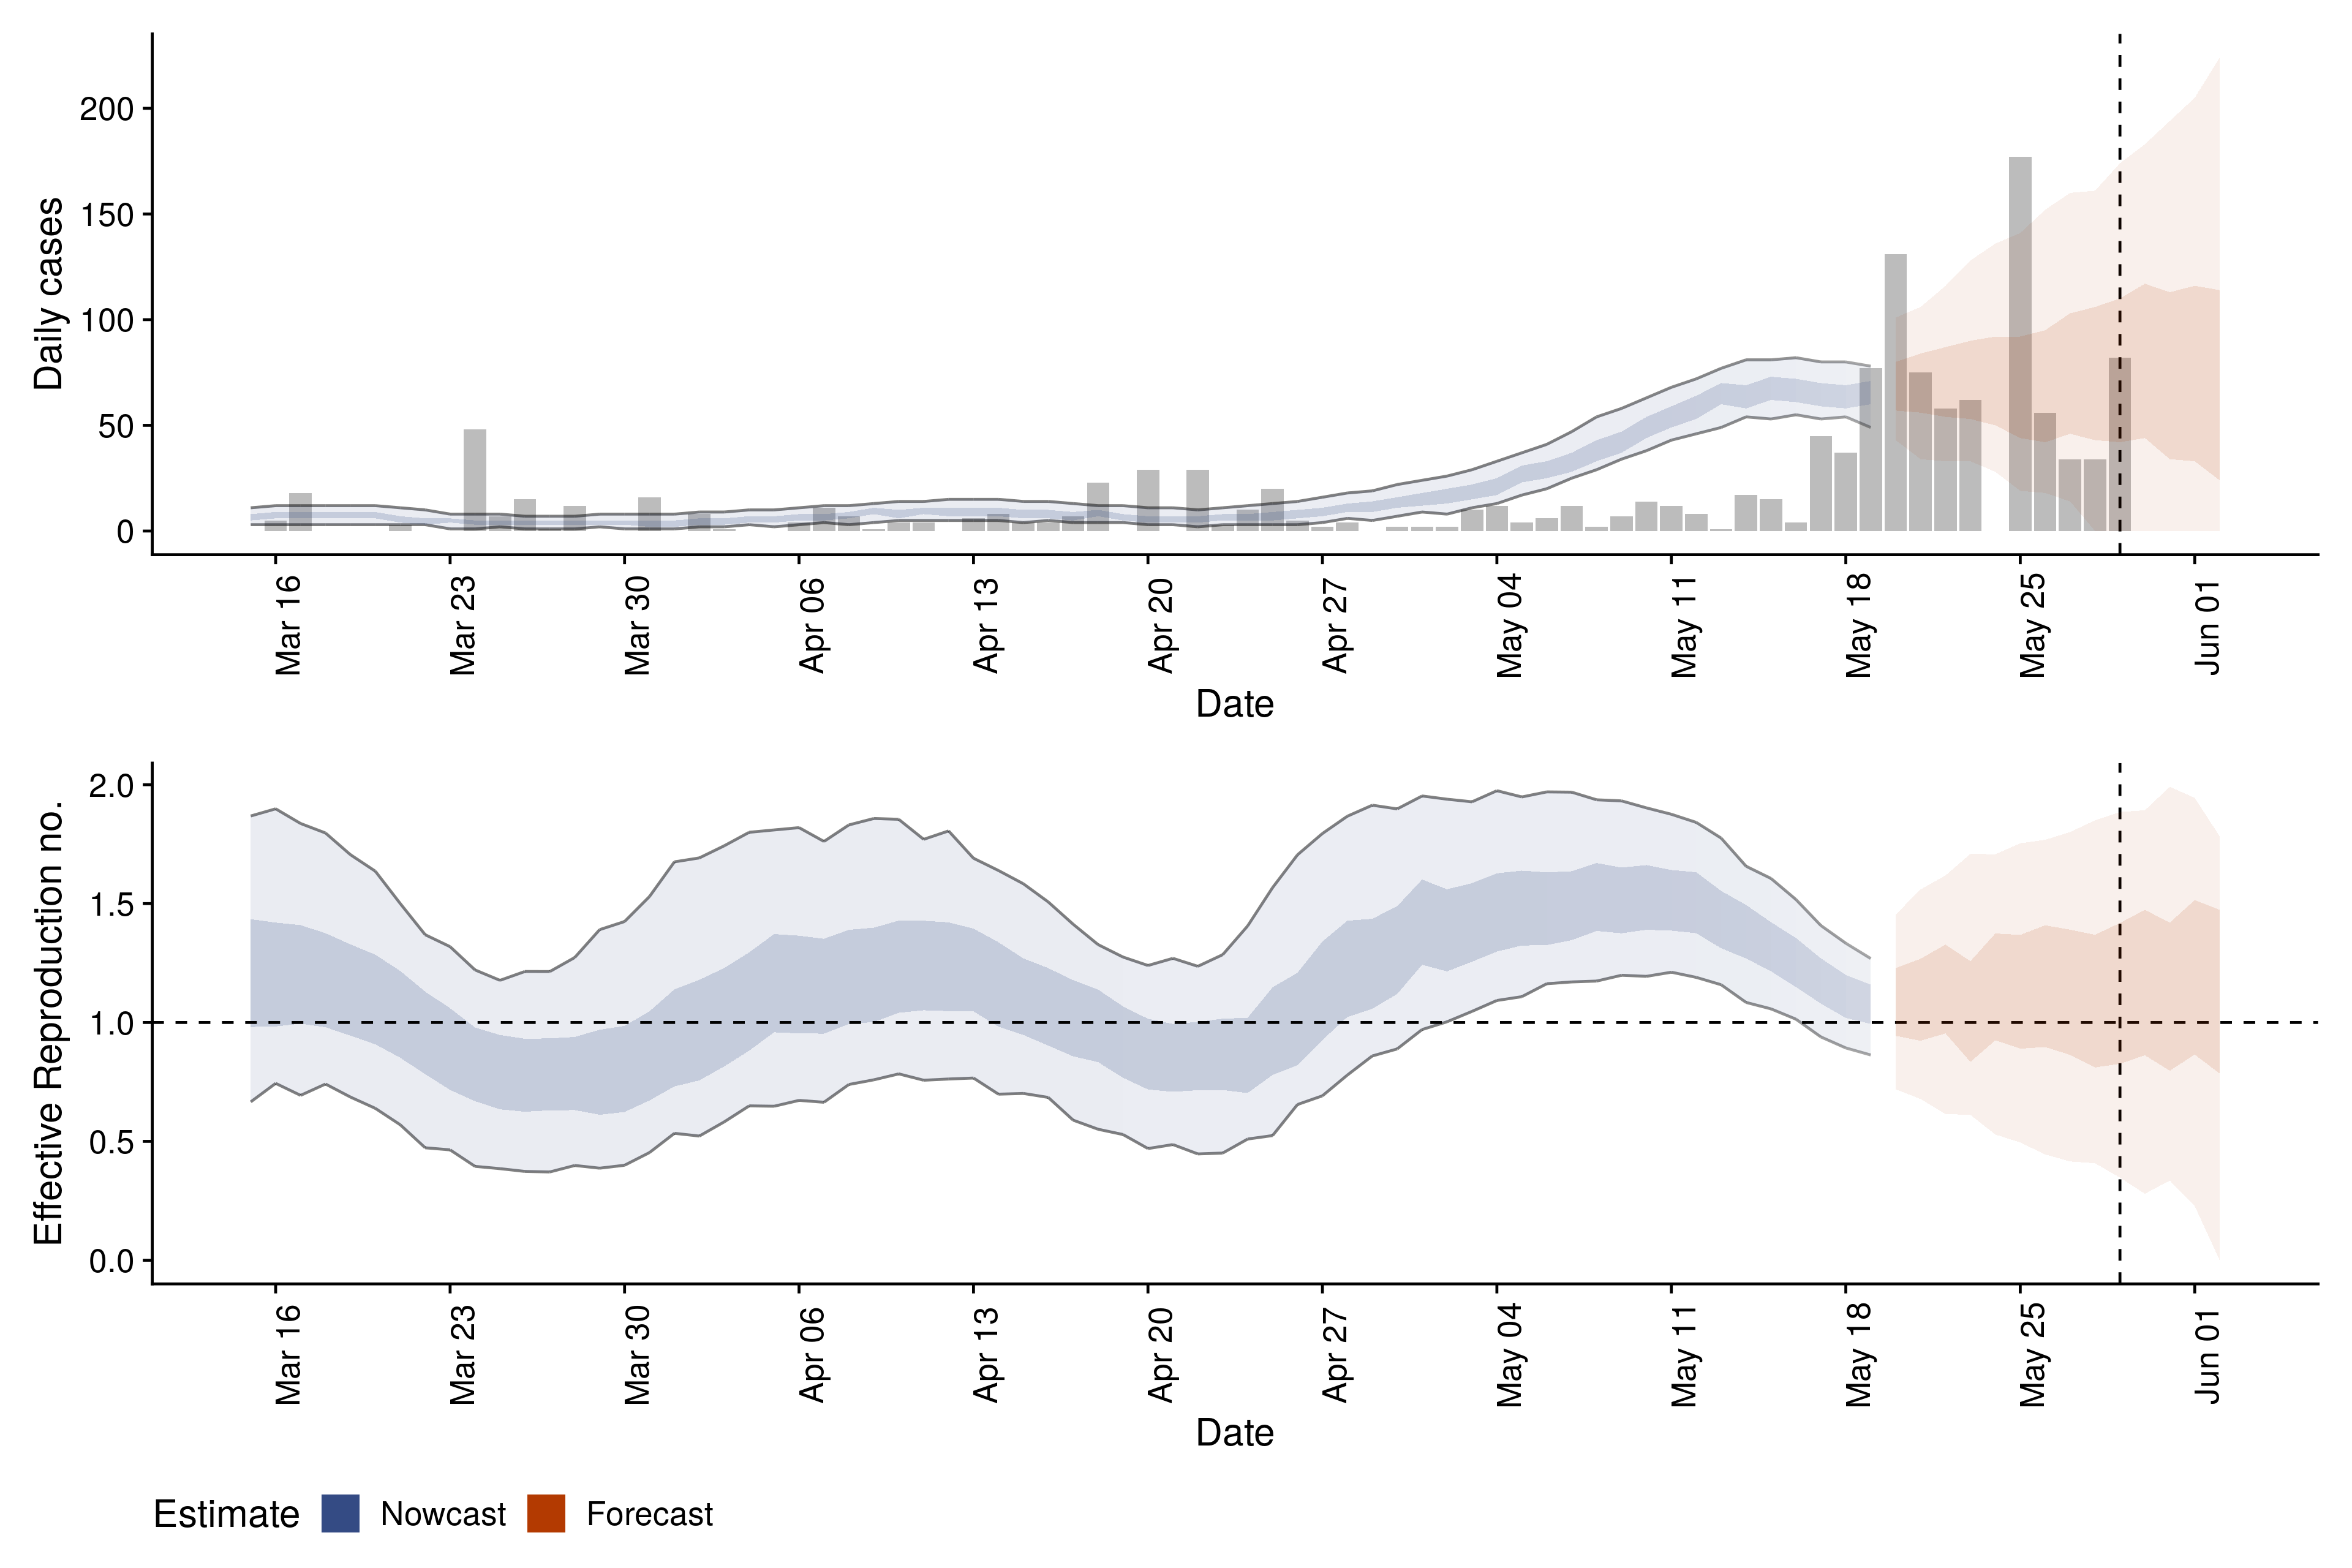 Daily cases
200
150
100
50
0
Mar 16
Mar 23
Mar 30
Apr 06
Apr 13
Apr 20
Apr 27
May 04
May 11
May 18
May 25
Jun 01
Date
Effective Reproduction no.
2.0
1.5
1.0
0.5
0.0
Mar 16
Mar 23
Mar 30
Apr 06
Apr 13
Apr 20
Apr 27
May 04
May 11
May 18
May 25
Jun 01
Date
Estimate Nowcast Forecast